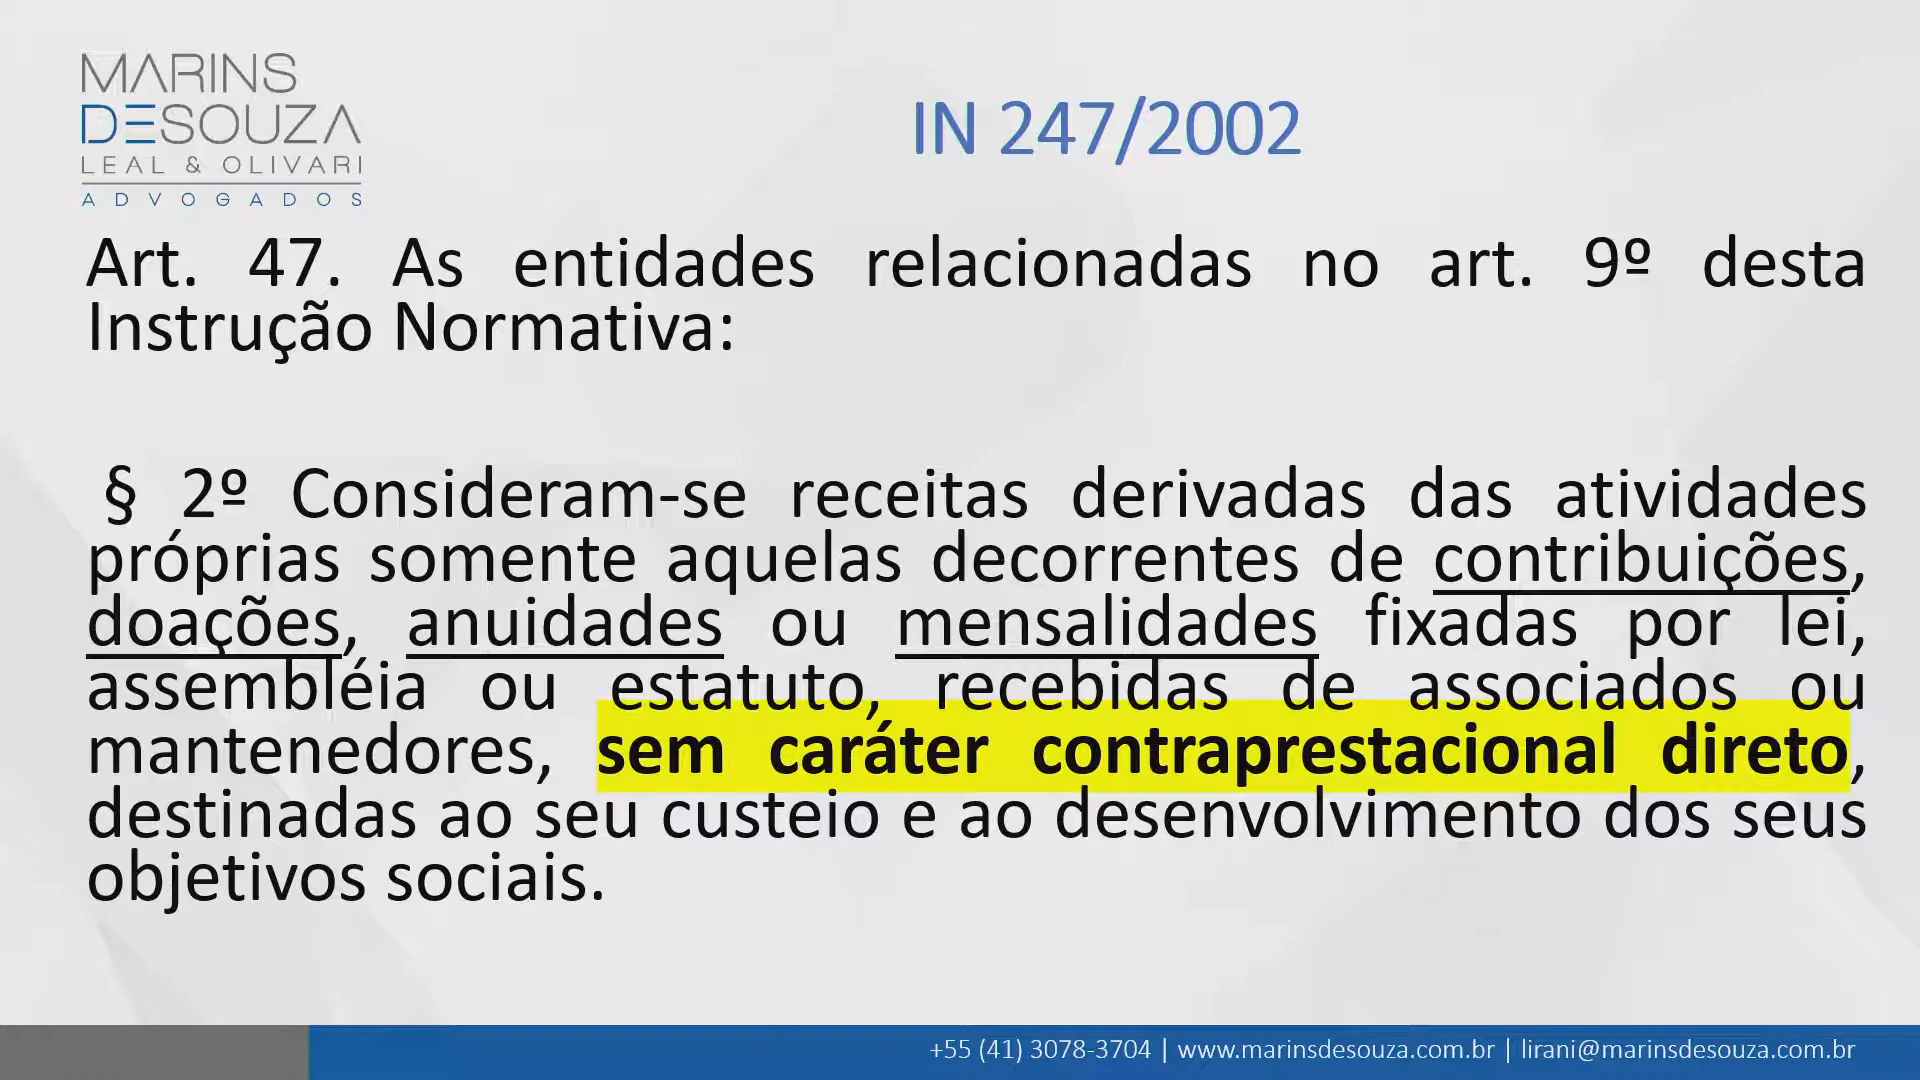 MARINS
DESOUZA
LEAL & OLIVARI
ADVOGADOS
IN 247/2002
Art. 47. As entidades relacionadas no art. 9º desta
Instrução Normativa:
§ 2º Consideram-se receitas derivadas das atividades
próprias somente aquelas decorrentes de contribuições,
doações, anuidades ou mensalidades fixadas por lei,
assembléia ou estatuto, recebidas de associados ou
mantenedores, sem caráter contraprestacional direto,
destinadas ao seu custeio e ao desenvolvimento dos seus
objetivos sociais.
+55 (41) 3078-3704 | www.marinsdesouza.com.br | lirani@marinsdesouza.com.br